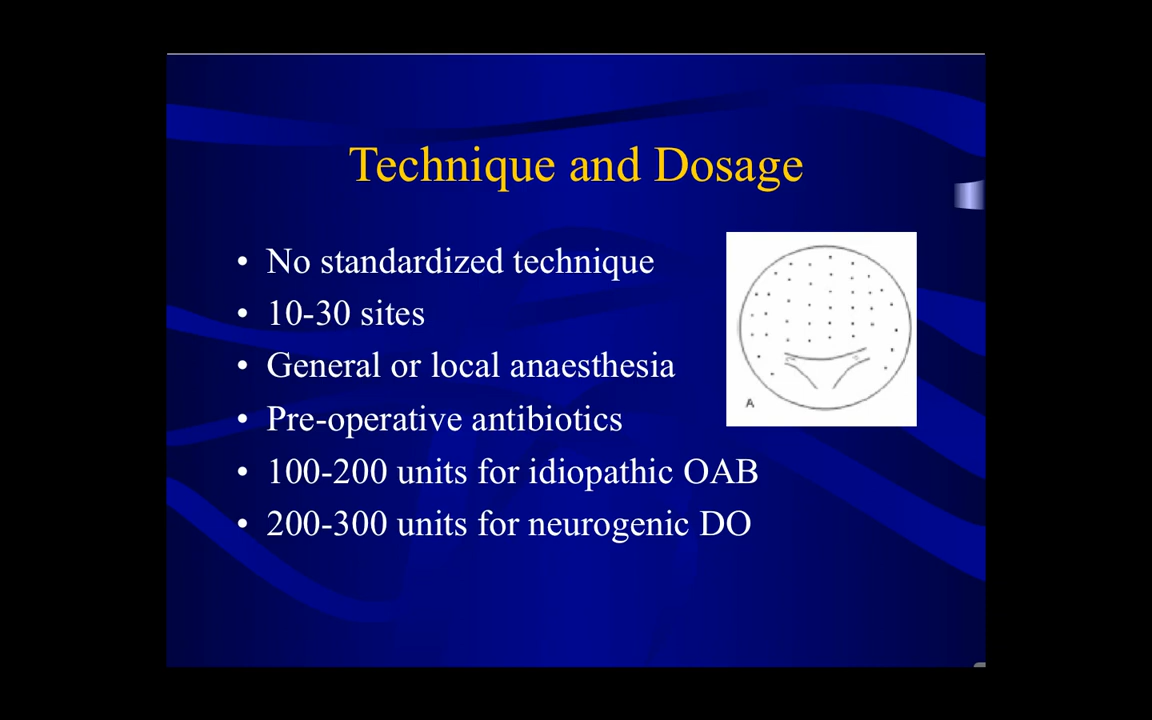 Technique and Dosage
• No standardized technique
• 10-30 sites
• General or local anaesthesia
• Pre-operative antibiotics
• 100-200 units for idiopathic OAB
• 200-300 units for neurogenic DO
A